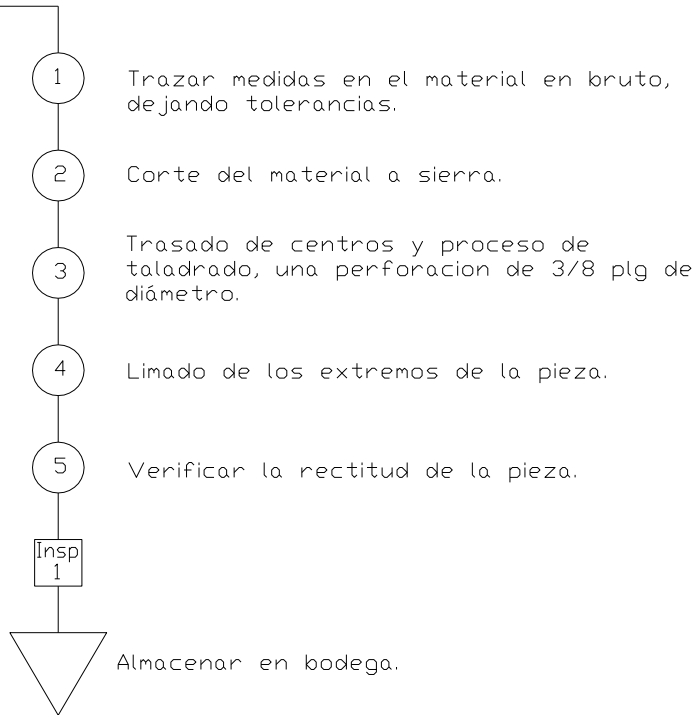 1
Trazar medidas en el material en bruto,
dejando tolerancias.
2
Corte del material a sierra.
3
Trasado de centros y proceso de
taladrado, una perforacion de 3/8 plg de
diámetro.
4
Limado de los extremos de la pieza.
5
Verificar la rectitud de la pieza.
Insp
1
Almacenar en bodega.